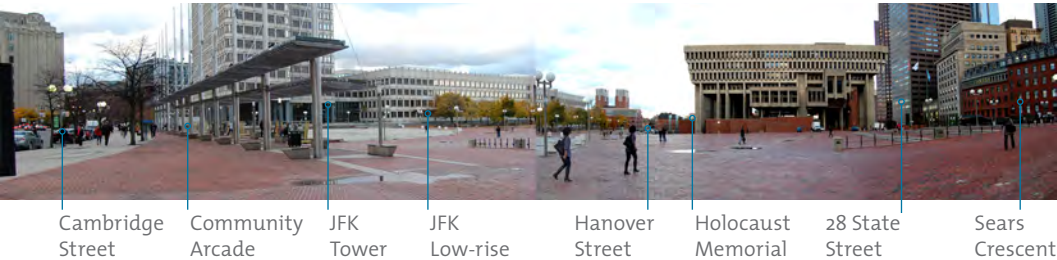 Cambridge
Street
Community
Arcade
JFK
Tower
JFK
Low-rise
Hanover
Street
Holocaust
Memorial
28 State
Street
Sears
Crescent